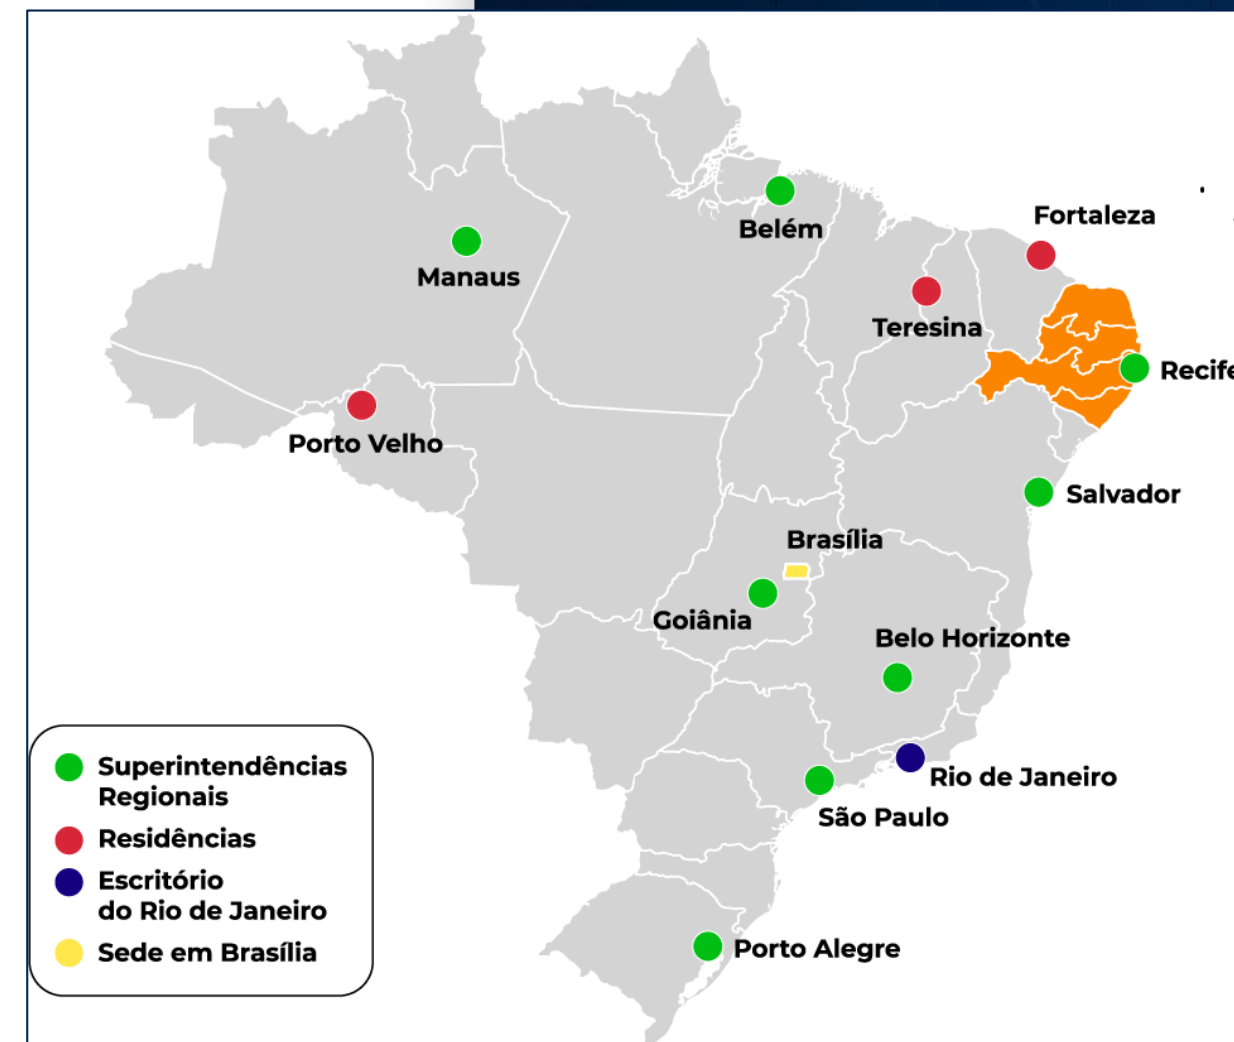 Fortaleza
Belém
Manaus
Teresina
Recife
Porto Velho
Salvador
Brasília
Goiânia
Belo Horizonte
Rio de Janeiro
São Paulo
Porto Alegre
Superintendências
Regionais
Residências
Escritório
do Rio de Janeiro
Sede em Brasília